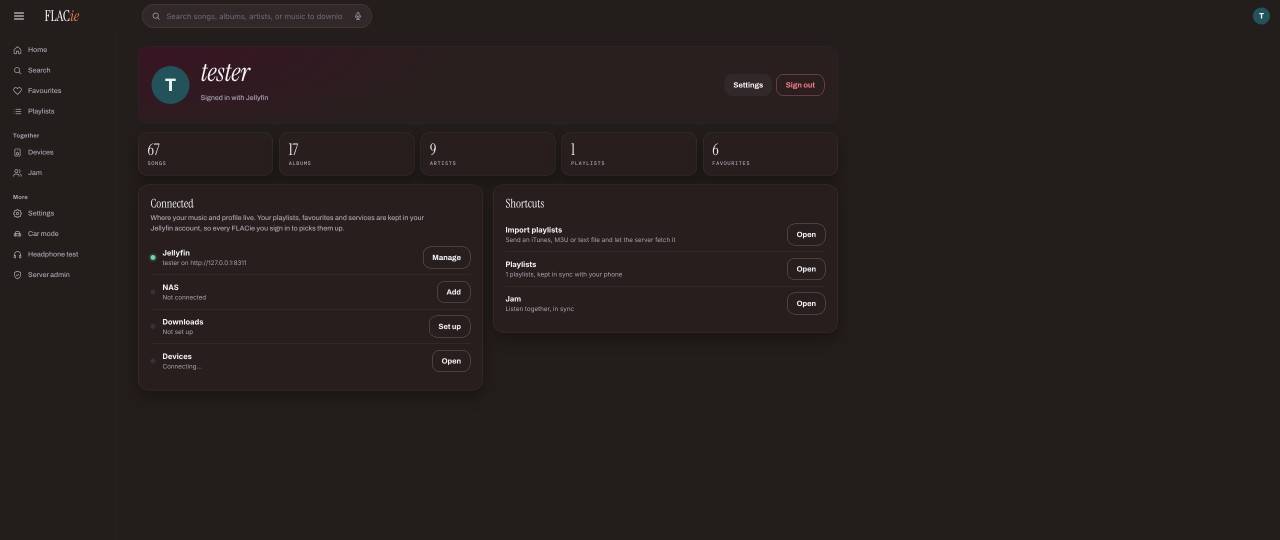 FLACie
Search songs, albums, artists, or music to downlo
T
Home
Search
Favourites
Playlists
Together
Devices
Jam
More
Settings
Car mode
Headphone test
Server admin
T
tester
Signed in with Jellyfin
Settings
Sign out
67
SONGS
17
ALBUMS
9
ARTISTS
1
PLAYLISTS
6
FAVOURITES
Connected
Where your music and profile live. Your playlists, favourites and services are kept in your
Jellyfin account, so every FLACie you sign in to picks them up.
Jellyfin
tester on http://127.0.0.1:8311
Manage
NAS
Not connected
Add
Downloads
Not set up
Set up
Devices
Connecting...
Open
Shortcuts
Import playlists
Send an iTunes, M3U or text file and let the server fetch it
Open
Playlists
1 playlists, kept in sync with your phone
Open
Jam
Listen together, in sync
Open